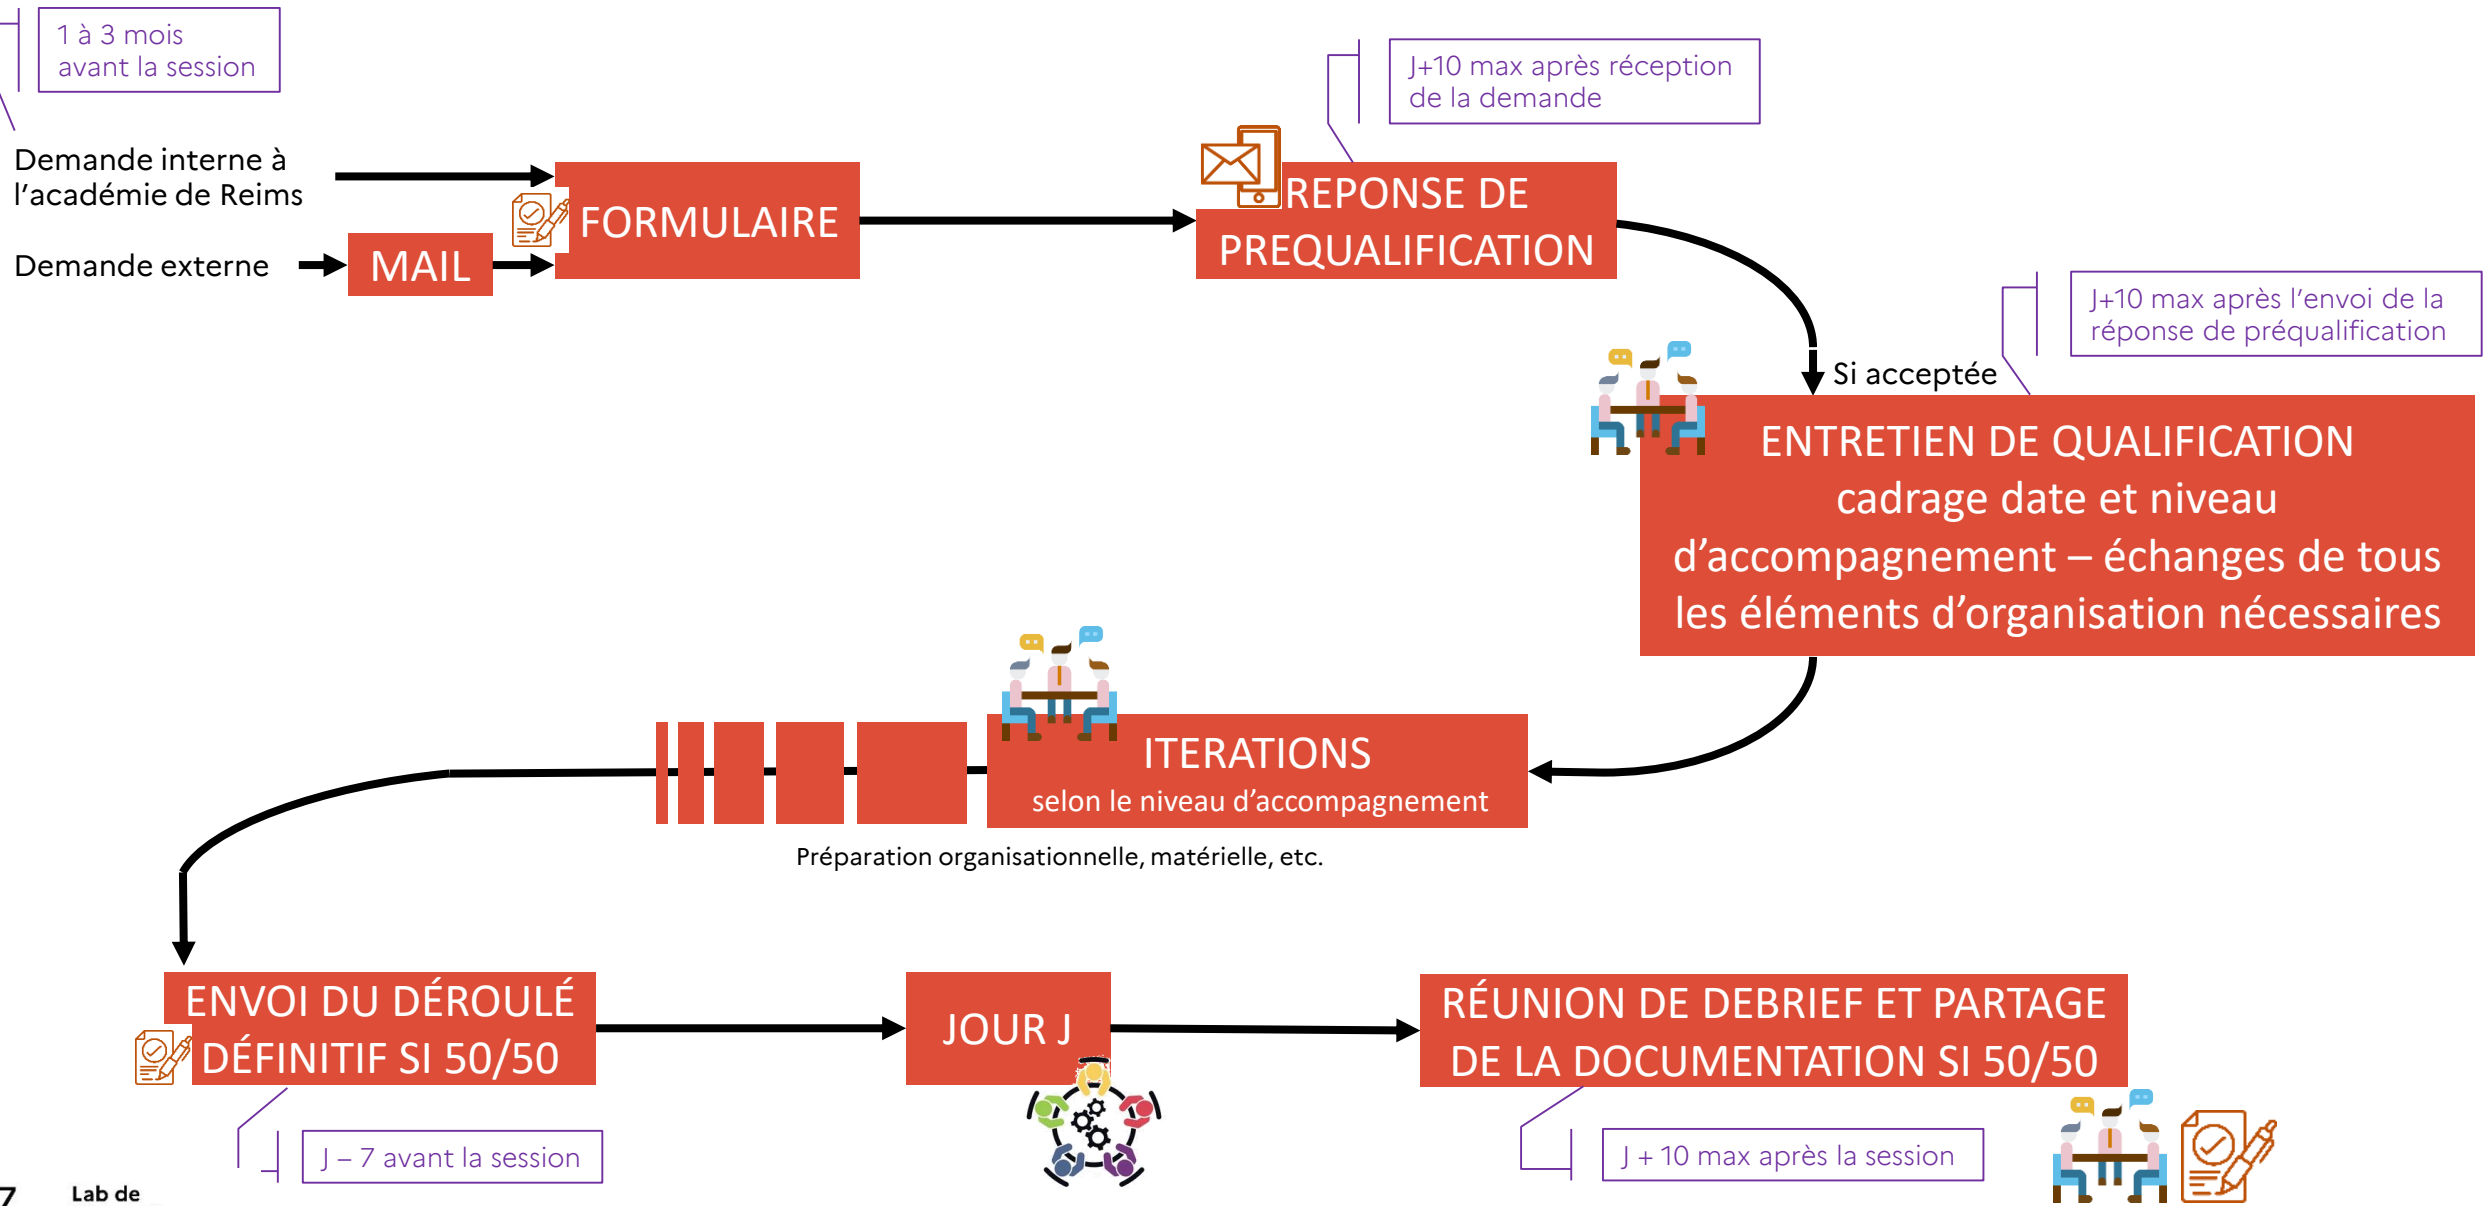 1 à 3 mois
avant la session
J+10 max après réception
de la demande
Demande interne à
l’académie de Reims
FORMULAIRE
REPONSE DE
PREQUALIFICATION
Demande externe
MAIL
J+10 max après l’envoi de la
réponse de préqualification
Si acceptée
ENTRETIEN DE QUALIFICATION
cadrage date et niveau
d’accompagnement – échanges de tous
les éléments d’organisation nécessaires
ITERATIONS
selon le niveau d’accompagnement
Préparation organisationnelle, matérielle, etc.
ENVOI DU DÉROULÉ
DÉFINITIF SI 50/50
JOUR J
RÉUNION DE DEBRIEF ET PARTAGE
DE LA DOCUMENTATION SI 50/50
J – 7 avant la session
J + 10 max après la session
7
Lab de